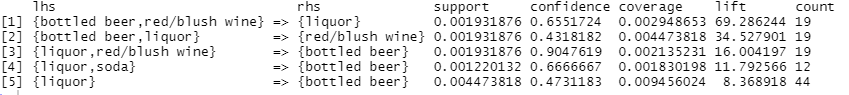 lhs rhs support confidence coverage lift count
[1] {bottled beer,red/blush wine} => {liquor} 0.001931876 0.6551724 0.002948653 69.286244 19
[2] {bottled beer,liquor} => {red/blush wine} 0.001931876 0.4318182 0.004473818 34.527901 19
[3] {liquor,red/blush wine} => {bottled beer} 0.001931876 0.9047619 0.002135231 16.004197 19
[4] {liquor,soda} => {bottled beer} 0.001220132 0.6666667 0.001830198 11.792566 12
[5] {liquor} => {bottled beer} 0.004473818 0.4731183 0.009456024 8.368918 44